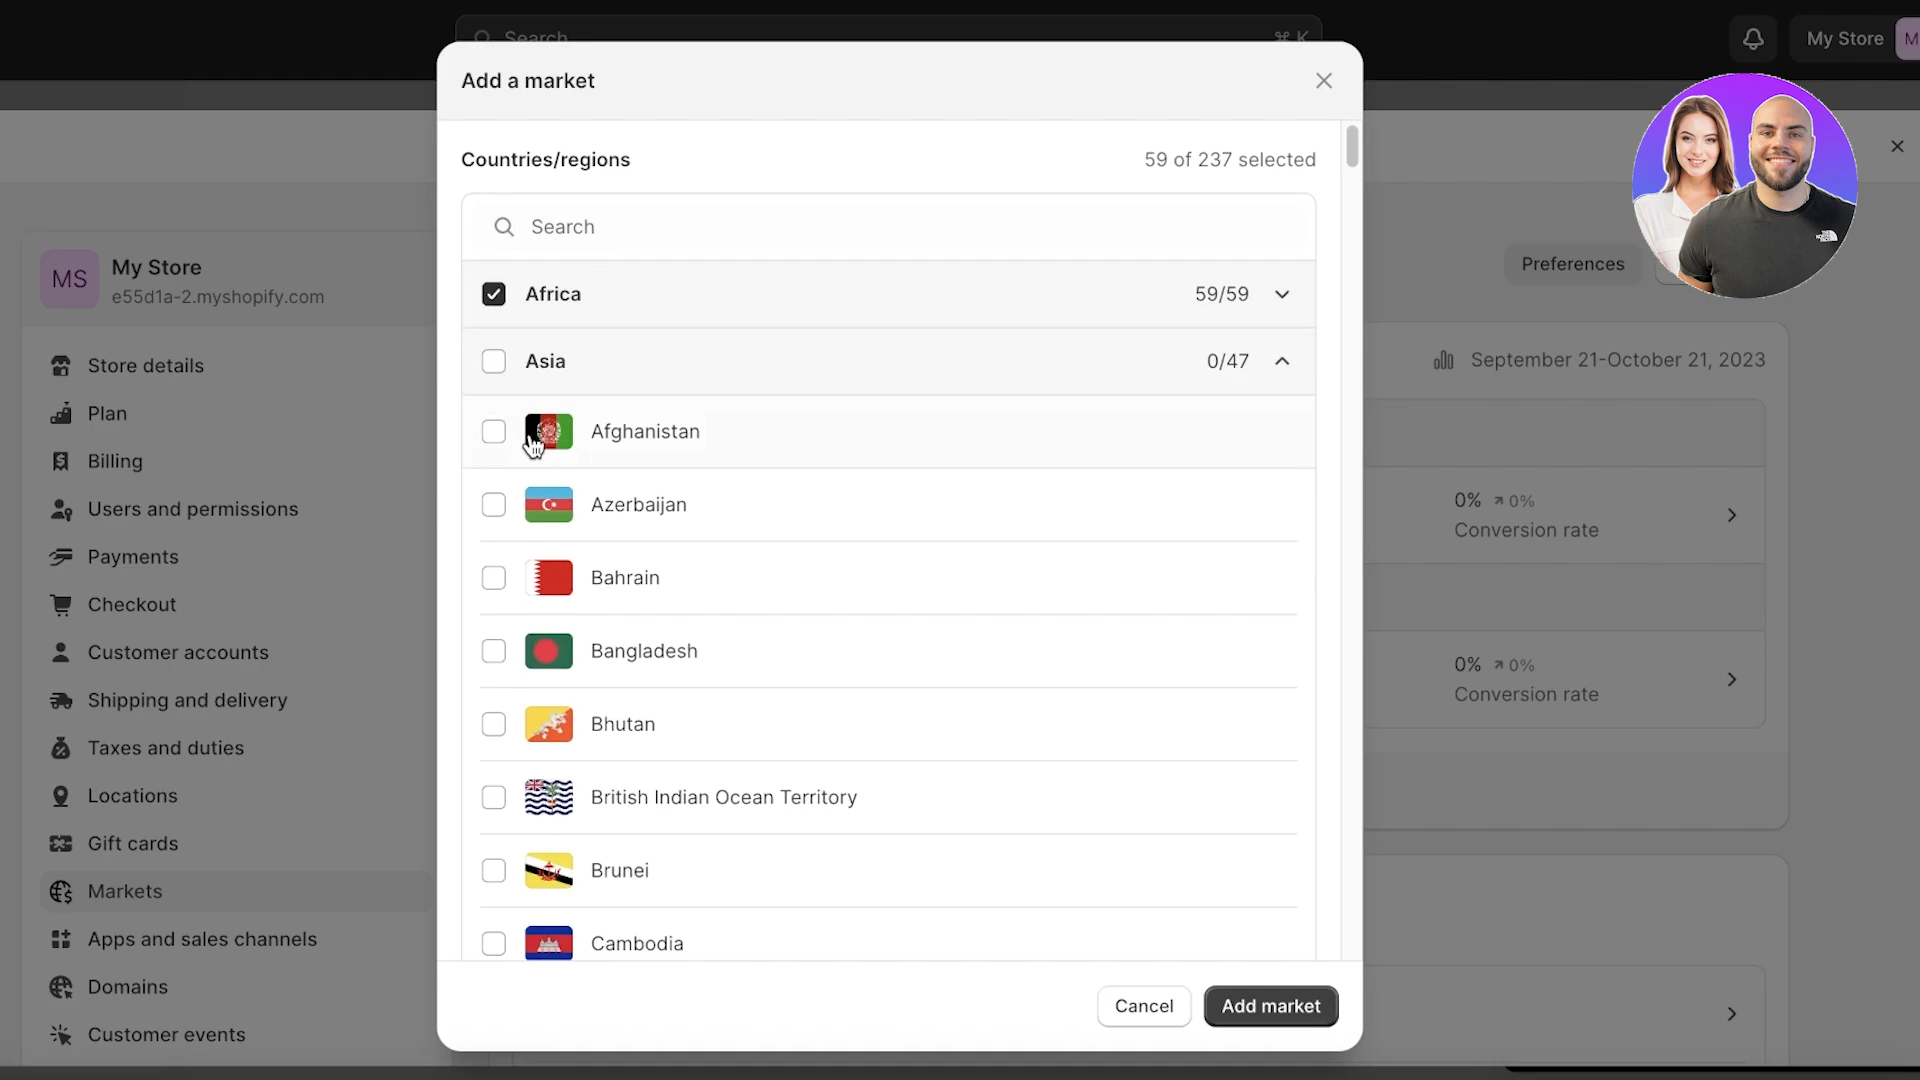 Search
⌘ K
My Store
M
Add a market
Countries/regions
59 of 237 selected
Search
Africa
59/59
Asia
0/47
Afghanistan
Azerbaijan
Bahrain
Bangladesh
Bhutan
British Indian Ocean Territory
Brunei
Cambodia
Cancel
Add market
MS
My Store
e55d1a-2.myshopify.com
Store details
Plan
Billing
Users and permissions
Payments
Checkout
Customer accounts
Shipping and delivery
Taxes and duties
Locations
Gift cards
Markets
Apps and sales channels
Domains
Customer events
Preferences
September 21-October 21, 2023
0% 0%
Conversion rate
0% 0%
Conversion rate